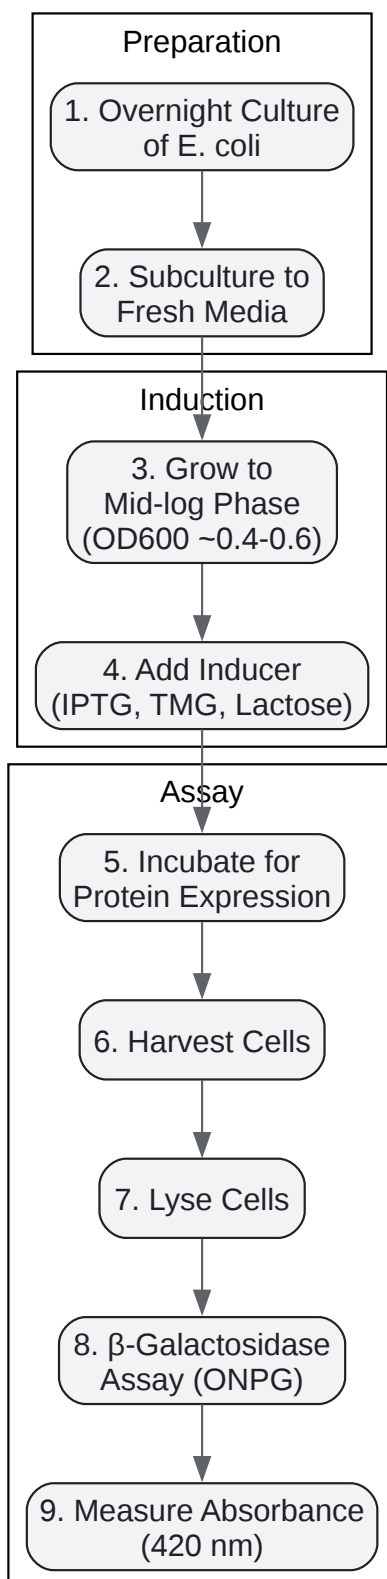 Preparation
1. Overnight Culture
of E. coli
2. Subculture to
Fresh Media
Induction
3. Grow to
Mid-log Phase
(OD600 ~0.4-0.6)
4. Add Inducer
(IPTG, TMG, Lactose)
Assay
5. Incubate for
Protein Expression
6. Harvest Cells
7. Lyse Cells
8. β-Galactosidase
Assay (ONPG)
9. Measure Absorbance
(420 nm)